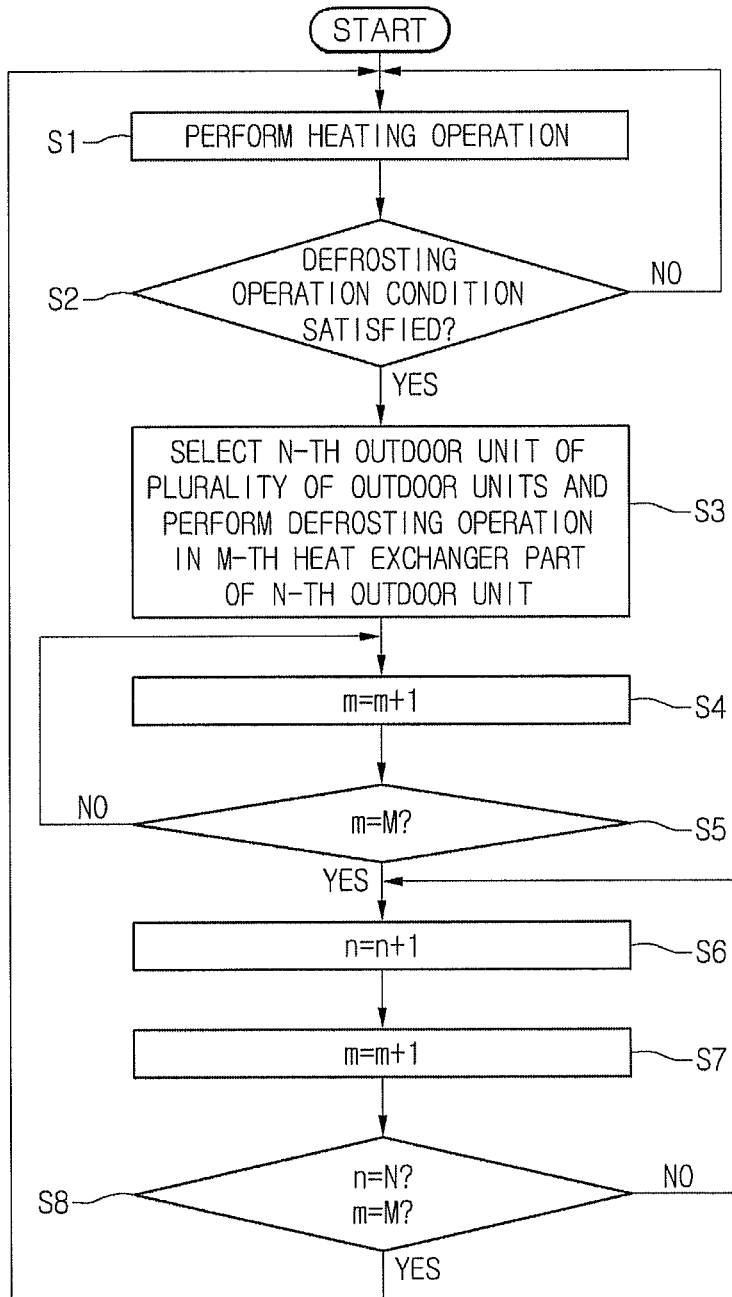 START
S1
PERFORM HEATING OPERATION
S2
DEFROSTING
OPERATION CONDITION
SATISFIED?
NO
YES
SELECT N-TH OUTDOOR UNIT OF
PLURALITY OF OUTDOOR UNITS AND
PERFORM DEFROSTING OPERATION
IN M-TH HEAT EXCHANGER PART
OF N-TH OUTDOOR UNIT
S3
m=m+1
S4
NO
m=M?
S5
YES
n=n+1
S6
m=m+1
S7
S8
n=N?
m=M?
NO
YES